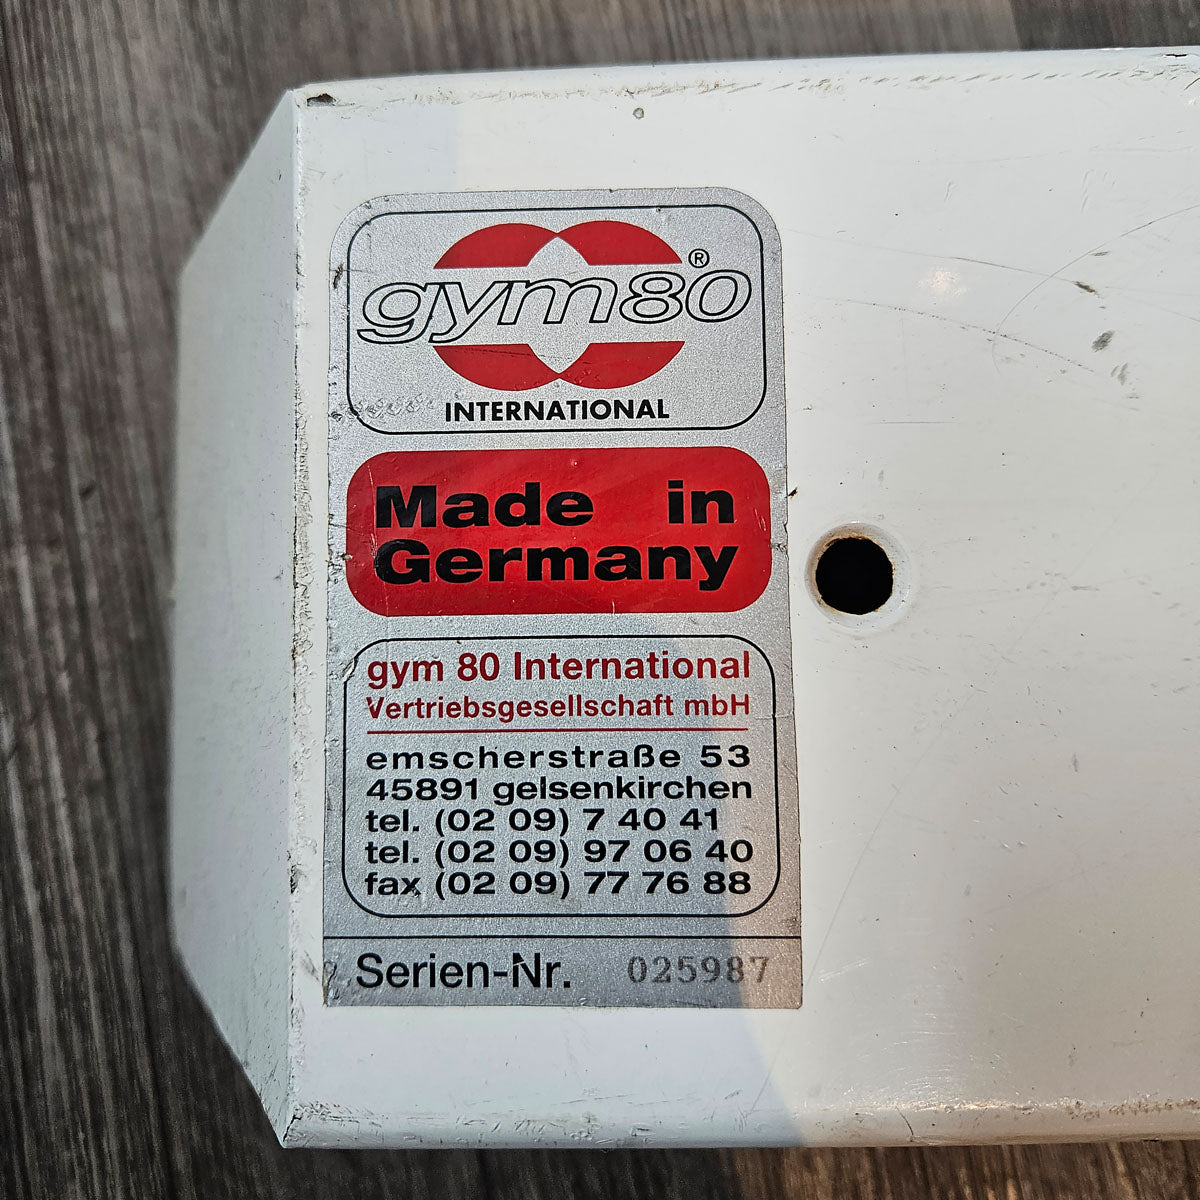 gym80®
INTERNATIONAL
Made in
Germany
gym 80 International
Vertriebsgesellschaft mbH
emscherstraße 53
45891 gelsenkirchen
tel. (02 09) 7 40 41
tel. (02 09) 97 06 40
fax (02 09) 77 76 88
Serien-Nr. 025987